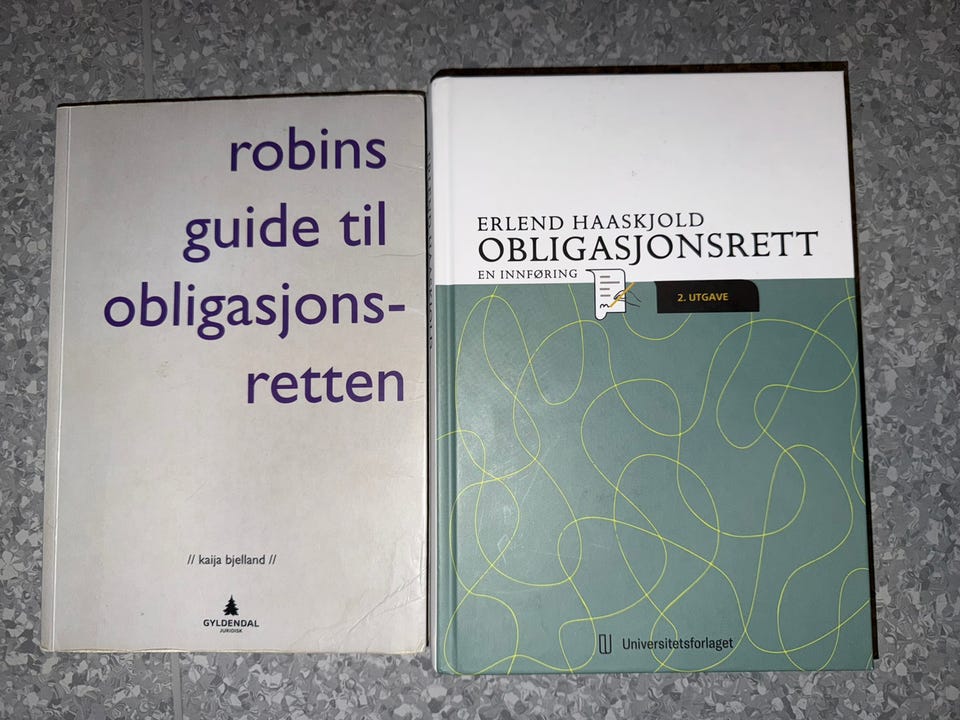 robins
guide til
obligasjons-
retten
// kaija bjelland //
GYLDENDAL
JURIDISK
ERLEND HAASKJOLD
OBLIGASJONSRETT
EN INNFØRING
2. UTGAVE
Universitetsforlaget